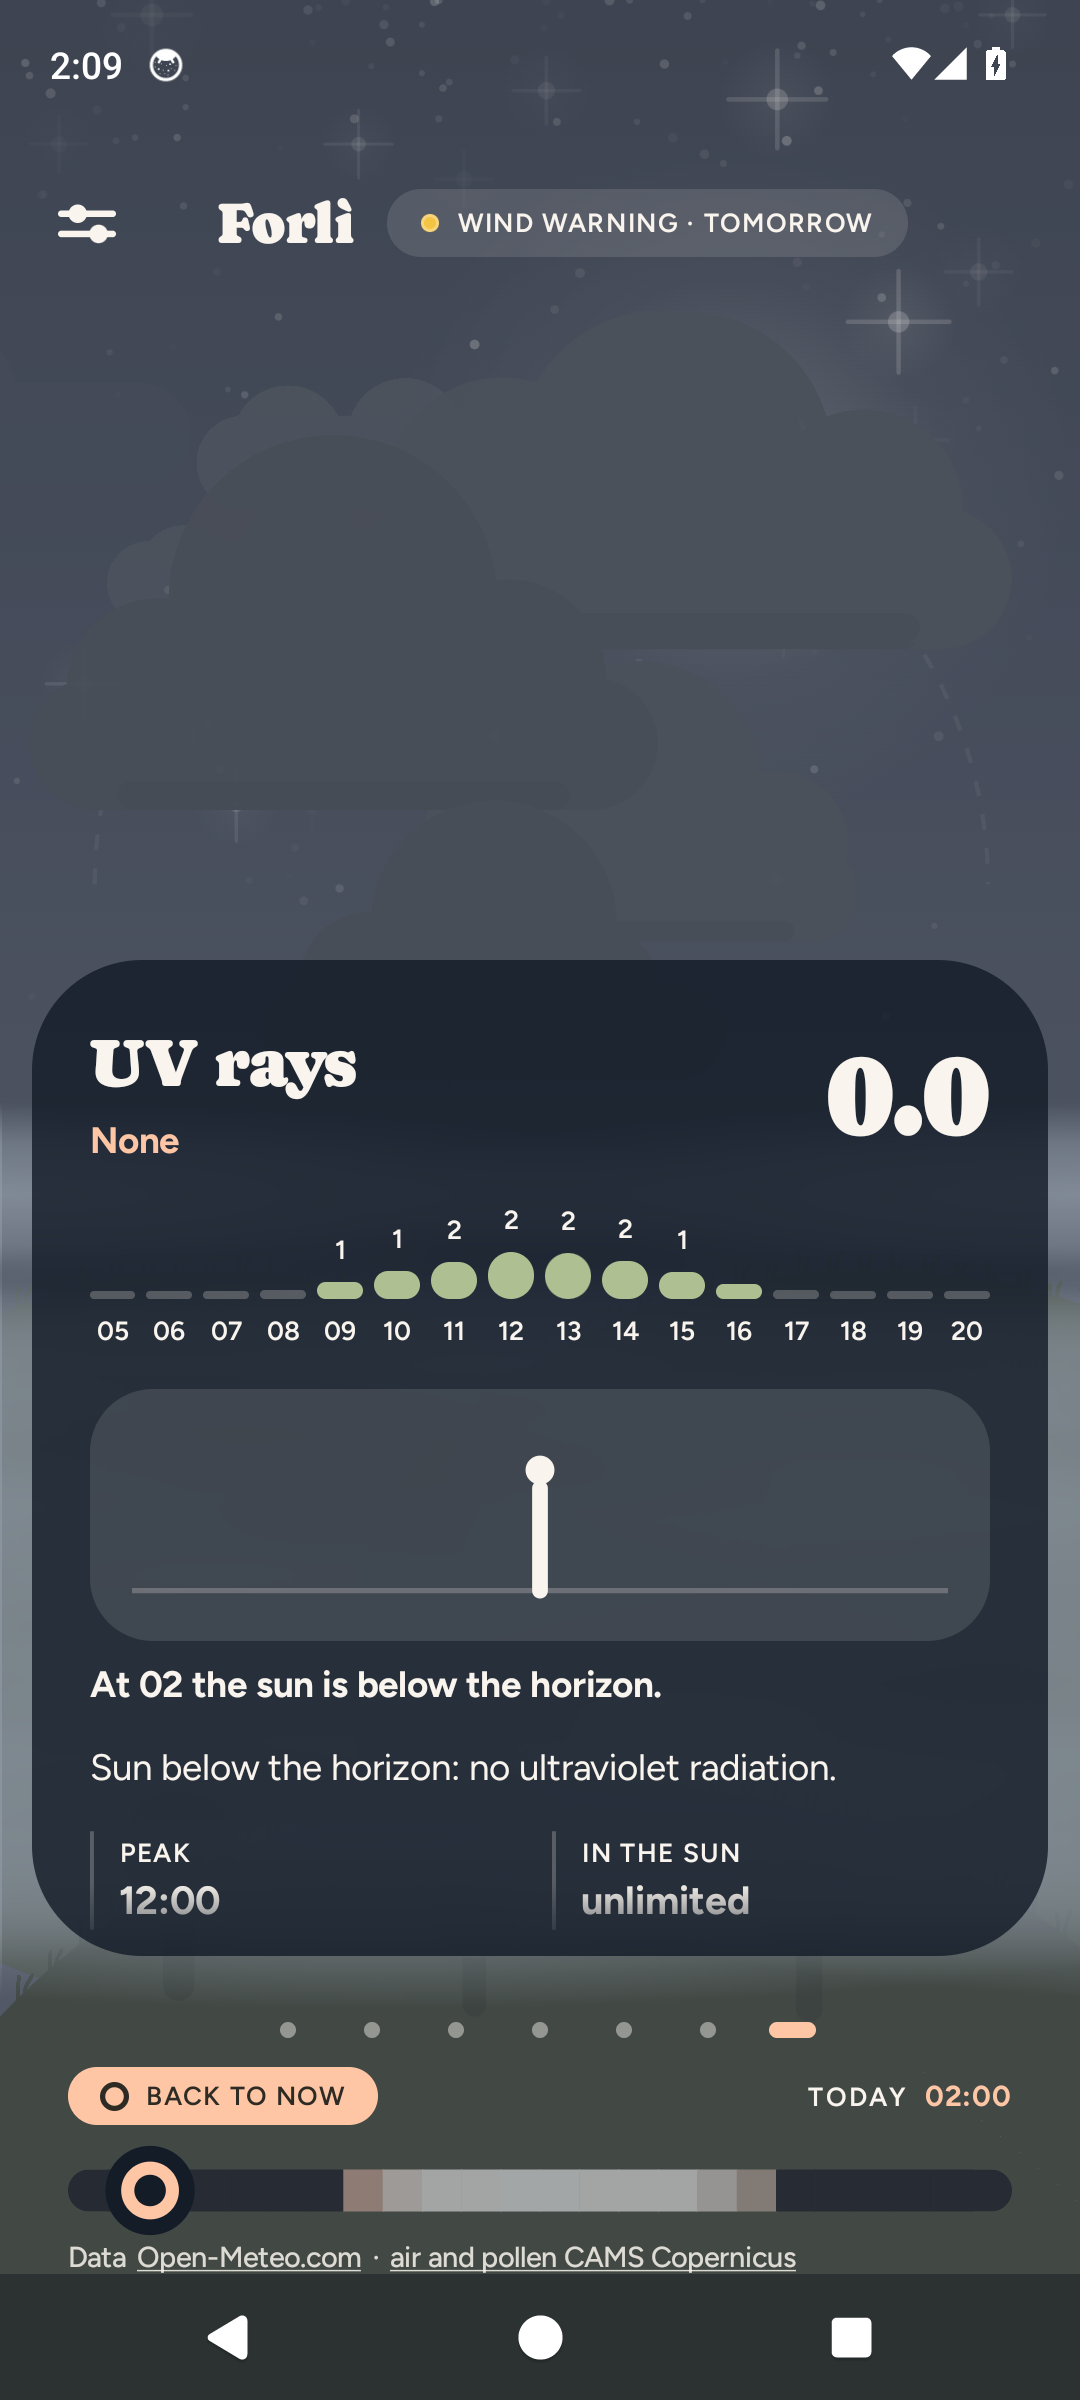 2:09
Forlì
WIND WARNING · TOMORROW
UV rays
0.0
None
1 1 2 2 2 2 1
05 06 07 08 09 10 11 12 13 14 15 16 17 18 19 20
At 02 the sun is below the horizon.
Sun below the horizon: no ultraviolet radiation.
PEAK
12:00
IN THE SUN
unlimited
BACK TO NOW
TODAY 02:00
Data Open-Meteo.com · air and pollen CAMS Copernicus